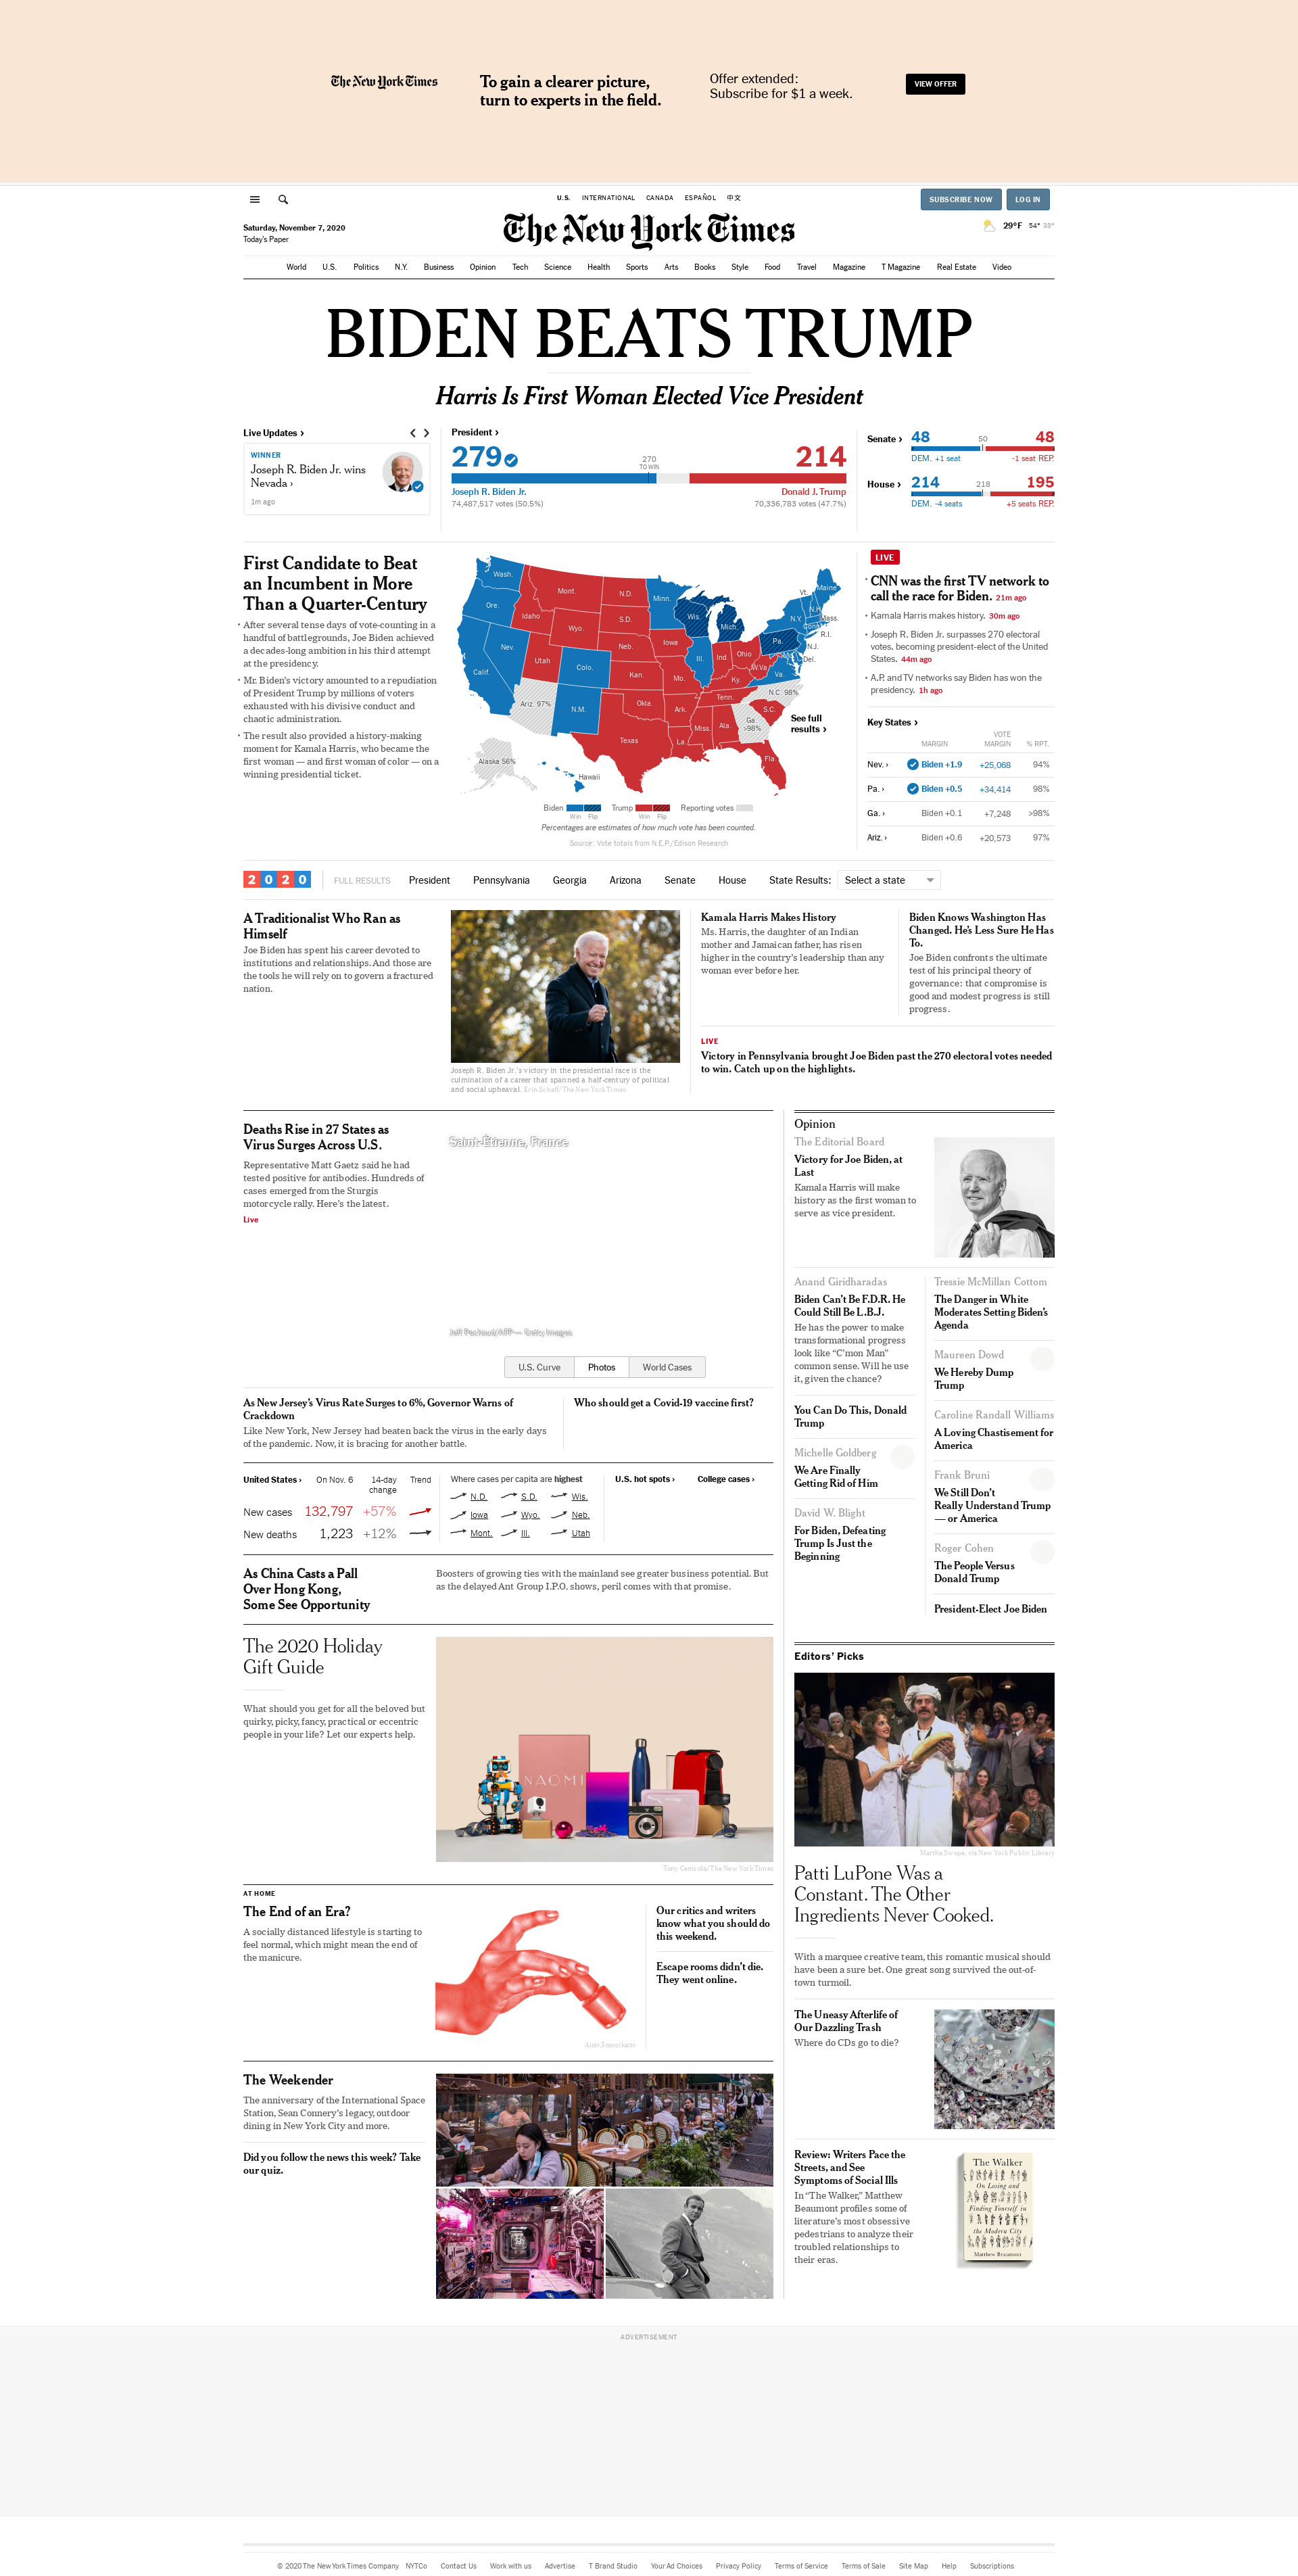 The New York Times
To gain a clearer picture,
turn to experts in the field.
Offer extended:
Subscribe for $1 a week.
VIEW OFFER
U.S. INTERNATIONAL CANADA ESPAÑOL 中文
SUBSCRIBE NOW LOG IN
Saturday, November 7, 2020
Today's Paper
The New York Times
29°F 54° 38°
World U.S. Politics N.Y. Business Opinion Tech Science Health Sports Arts Books Style Food Travel Magazine T Magazine Real Estate Video
BIDEN BEATS TRUMP
Harris Is First Woman Elected Vice President
Live Updates ›
WINNER
Joseph R. Biden Jr. wins
Nevada ›
1m ago
President ›
279 214
270
TO WIN
Joseph R. Biden Jr. Donald J. Trump
74,487,517 votes (50.5%) 70,336,783 votes (47.7%)
Senate › 48 50 48
DEM. +1 seat -1 seat REP.
House › 214 218 195
DEM. -4 seats +5 seats REP.
First Candidate to Beat
an Incumbent in More
Than a Quarter-Century
• After several tense days of vote-counting in a
handful of battlegrounds, Joe Biden achieved
a decades-long ambition in his third attempt
at the presidency.
• Mr. Biden's victory amounted to a repudiation
of President Trump by millions of voters
exhausted with his divisive conduct and
chaotic administration.
• The result also provided a history-making
moment for Kamala Harris, who became the
first woman — and first woman of color — on a
winning presidential ticket.
Wash.
Ore.
Calif.
Nev.
Idaho
Mont.
Wyo.
Utah
Ariz. 97%
Colo.
N.M.
N.D.
S.D.
Neb.
Kan.
Okla.
Texas
Minn.
Iowa
Mo.
Ark.
La.
Wis.
Ill.
Mich.
Ind.
Ohio
Ky.
Tenn.
Miss.
Ala.
Ga.
>98%
Fla.
S.C.
N.C. 98%
Va.
W.Va.
Pa.
N.Y.
Vt.
N.H.
Maine
Mass.
Conn.
R.I.
N.J.
Del.
Alaska 56%
Hawaii
See full
results ›
Biden Trump Reporting votes
Win Flip Win Flip
Percentages are estimates of how much vote has been counted.
Source: Vote totals from N.E.P./Edison Research
LIVE
• CNN was the first TV network to
call the race for Biden. 21m ago
• Kamala Harris makes history. 30m ago
• Joseph R. Biden Jr. surpasses 270 electoral
votes, becoming president-elect of the United
States. 44m ago
• A.P. and TV networks say Biden has won the
presidency. 1h ago
Key States ›
MARGIN VOTE
MARGIN % RPT.
Nev. › Biden +1.9 +25,068 94%
Pa. › Biden +0.5 +34,414 98%
Ga. › Biden +0.1 +7,248 >98%
Ariz. › Biden +0.6 +20,573 97%
2020 FULL RESULTS President Pennsylvania Georgia Arizona Senate House State Results: Select a state
A Traditionalist Who Ran as
Himself
Joe Biden has spent his career devoted to
institutions and relationships. And those are
the tools he will rely on to govern a fractured
nation.
Joseph R. Biden Jr.'s victory in the presidential race is the
culmination of a career that spanned a half-century of political
and social upheaval. Erin Schaff/The New York Times
Kamala Harris Makes History
Ms. Harris, the daughter of an Indian
mother and Jamaican father, has risen
higher in the country's leadership than any
woman ever before her.
Biden Knows Washington Has
Changed. He's Less Sure He Has
To.
Joe Biden confronts the ultimate
test of his principal theory of
governance: that compromise is
good and modest progress is still
progress.
LIVE
Victory in Pennsylvania brought Joe Biden past the 270 electoral votes needed
to win. Catch up on the highlights.
Deaths Rise in 27 States as
Virus Surges Across U.S.
Representative Matt Gaetz said he had
tested positive for antibodies. Hundreds of
cases emerged from the Sturgis
motorcycle rally. Here's the latest.
Live
Saint-Étienne, France
Jeff Pachoud/AFP — Getty Images
U.S. Curve Photos World Cases
As New Jersey's Virus Rate Surges to 6%, Governor Warns of
Crackdown
Like New York, New Jersey had beaten back the virus in the early days
of the pandemic. Now, it is bracing for another battle.
Who should get a Covid-19 vaccine first?
United States › On Nov. 6 14-day
change Trend
New cases 132,797 +57%
New deaths 1,223 +12%
Where cases per capita are highest
N.D. S.D. Wis.
Iowa Wyo. Neb.
Mont. Ill. Utah
U.S. hot spots › College cases ›
As China Casts a Pall
Over Hong Kong,
Some See Opportunity
Boosters of growing ties with the mainland see greater business potential. But
as the delayed Ant Group I.P.O. shows, peril comes with that promise.
The 2020 Holiday
Gift Guide
What should you get for all the beloved but
quirky, picky, fancy, practical or eccentric
people in your life? Let our experts help.
NAOMI
Tony Cenicola/The New York Times
AT HOME
The End of an Era?
A socially distanced lifestyle is starting to
feel normal, which might mean the end of
the manicure.
Our critics and writers
know what you should do
this weekend.
Escape rooms didn't die.
They went online.
The Weekender
The anniversary of the International Space
Station, Sean Connery's legacy, outdoor
dining in New York City and more.
Did you follow the news this week? Take
our quiz.
Opinion
The Editorial Board
Victory for Joe Biden, at
Last
Kamala Harris will make
history as the first woman to
serve as vice president.
Anand Giridharadas
Biden Can't Be F.D.R. He
Could Still Be L.B.J.
He has the power to make
transformational progress
look like “C'mon Man”
common sense. Will he use
it, given the chance?
You Can Do This, Donald
Trump
Michelle Goldberg
We Are Finally
Getting Rid of Him
David W. Blight
For Biden, Defeating
Trump Is Just the
Beginning
Tressie McMillan Cottom
The Danger in White
Moderates Setting Biden's
Agenda
Maureen Dowd
We Hereby Dump
Trump
Caroline Randall Williams
A Loving Chastisement for
America
Frank Bruni
We Still Don't
Really Understand Trump
— or America
Roger Cohen
The People Versus
Donald Trump
President-Elect Joe Biden
Editors' Picks
Martha Swope, via New York Public Library
Patti LuPone Was a
Constant. The Other
Ingredients Never Cooked.
With a marquee creative team, this romantic musical should
have been a sure bet. One great song survived the out-of-
town turmoil.
The Uneasy Afterlife of
Our Dazzling Trash
Where do CDs go to die?
Review: Writers Pace the
Streets, and See
Symptoms of Social Ills
In “The Walker,” Matthew
Beaumont profiles some of
literature's most obsessive
pedestrians to analyze their
troubled relationships to
their eras.
The Walker
On Losing and
Finding Yourself in
the Modern City
Matthew Beaumont
ADVERTISEMENT
© 2020 The New York Times Company NYTCo Contact Us Work with us Advertise T Brand Studio Your Ad Choices Privacy Policy Terms of Service Terms of Sale Site Map Help Subscriptions